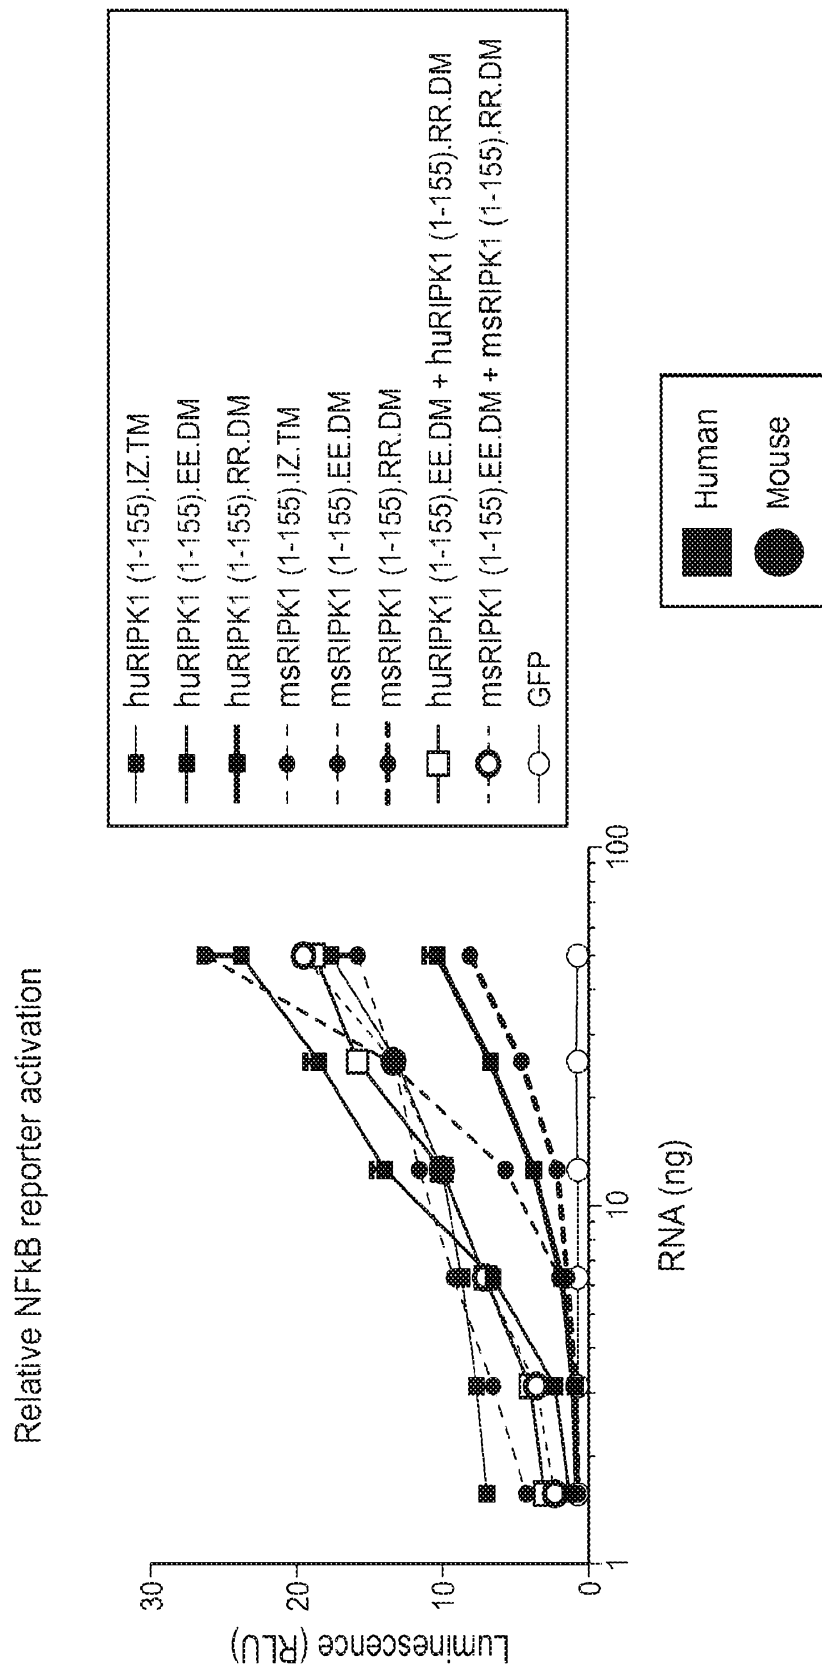 Relative NFkB reporter activation
Luminescence (RLU)
30
20
10
0
1
10
100
RNA (ng)
huRIPK1 (1-155).IZ.TM
huRIPK1 (1-155).EE.DM
huRIPK1 (1-155).RR.DM
msRIPK1 (1-155).IZ.TM
msRIPK1 (1-155).EE.DM
msRIPK1 (1-155).RR.DM
huRIPK1 (1-155).EE.DM + huRIPK1 (1-155).RR.DM
msRIPK1 (1-155).EE.DM + msRIPK1 (1-155).RR.DM
GFP
Human
Mouse